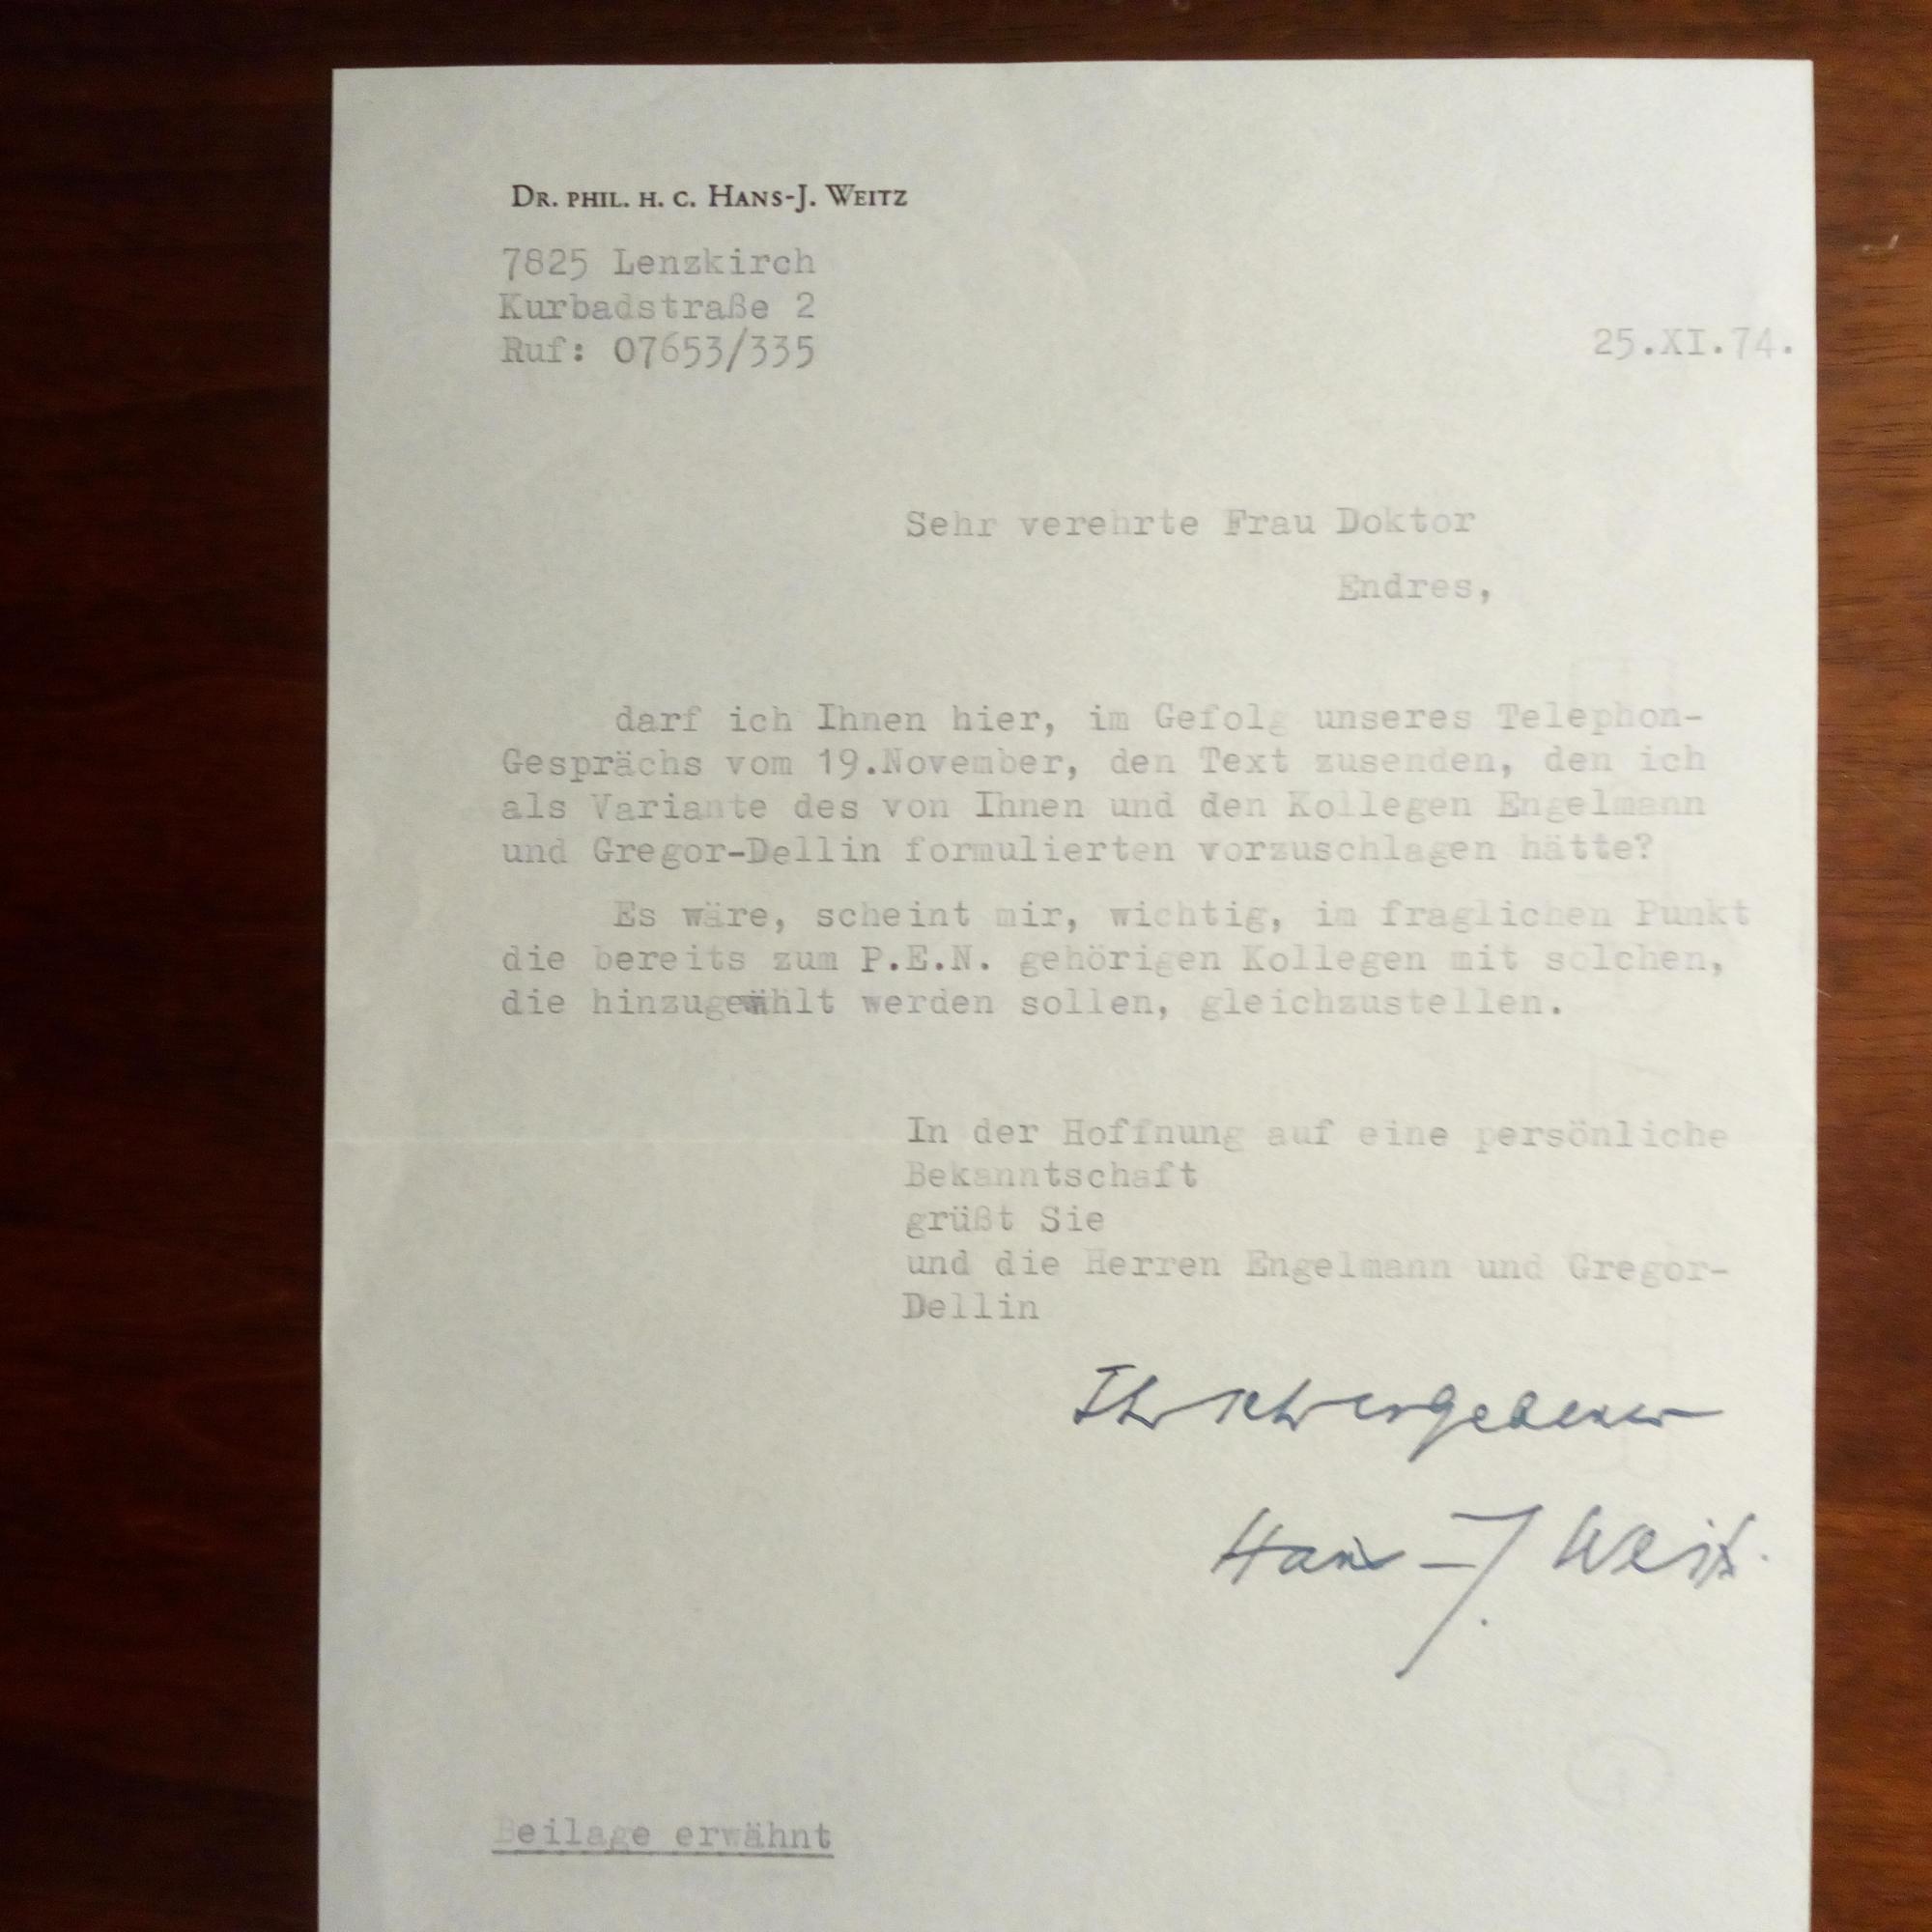 Dr. phil. h. c. Hans-J. Weitz
7825 Lenzkirch
Kurbadstraße 2
Ruf: 07653/335
25.XI.74.
Sehr verehrte Frau Doktor
Endres,
darf ich Ihnen hier, im Gefolg unseres Telephon-
Gesprächs vom 19.November, den Text zusenden, den ich
als Variante des von Ihnen und den Kollegen Engelmann
und Gregor-Dellin formulierten vorzuschlagen hätte?
Es wäre, scheint mir, wichtig, im fraglichen Punkt
die bereits zum P.E.N. gehörigen Kollegen mit solchen,
die hinzugewählt werden sollen, gleichzustellen.
In der Hoffnung auf eine persönliche
Bekanntschaft
grüßt Sie
und die Herren Engelmann und Gregor-
Dellin
Ihr sehr ergebener
Hans-J. Weitz.
Beilage erwähnt